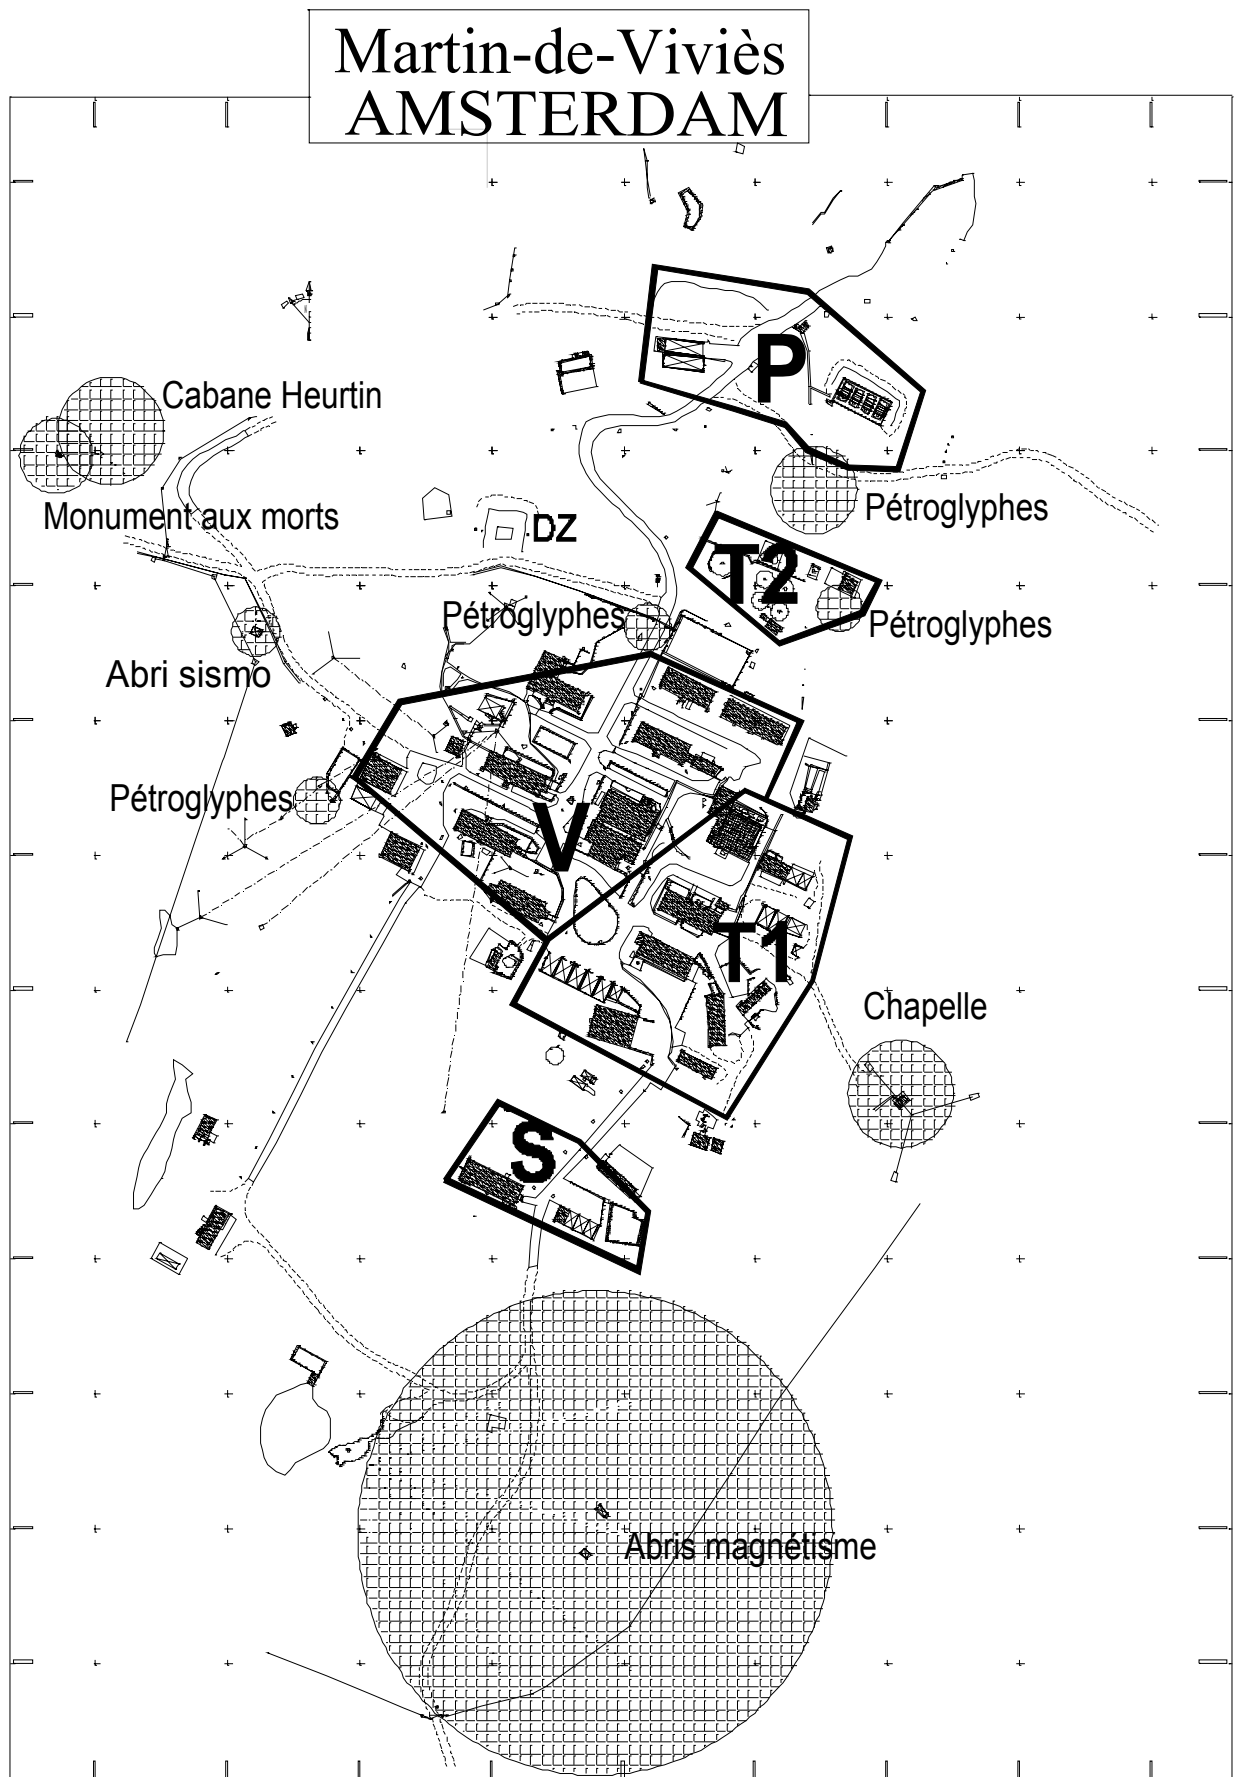 Martin-de-Viviès
AMSTERDAM
P
Cabane Heurtin
Monument aux morts
Pétroglyphes
DZ
T2
Pétroglyphes
Pétroglyphes
Abri sismo
Pétroglyphes
V
T1
Chapelle
S
Abris magnétisme